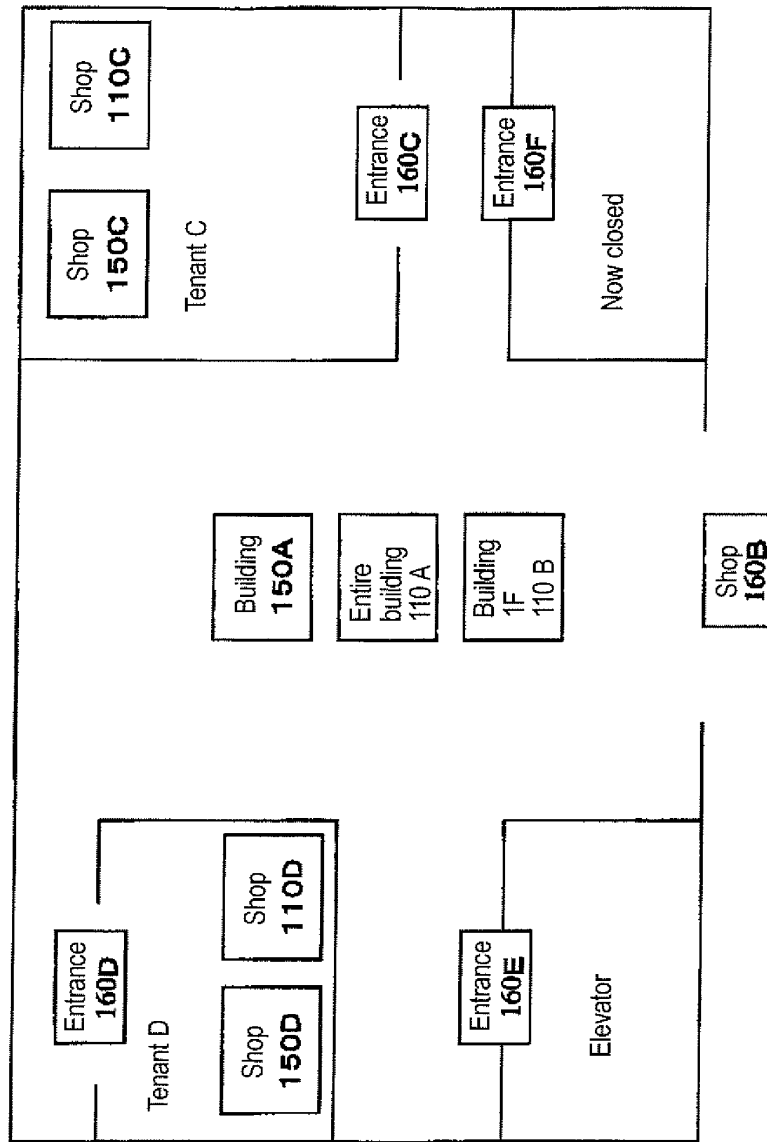 Entrance
160D
Tenant D
Shop
150D
Shop
110D
Entrance
160E
Elevator
Building
150A
Entire
building
110 A
Building
1F
110 B
Shop
160B
Shop
150C
Shop
110C
Tenant C
Entrance
160C
Entrance
160F
Now closed